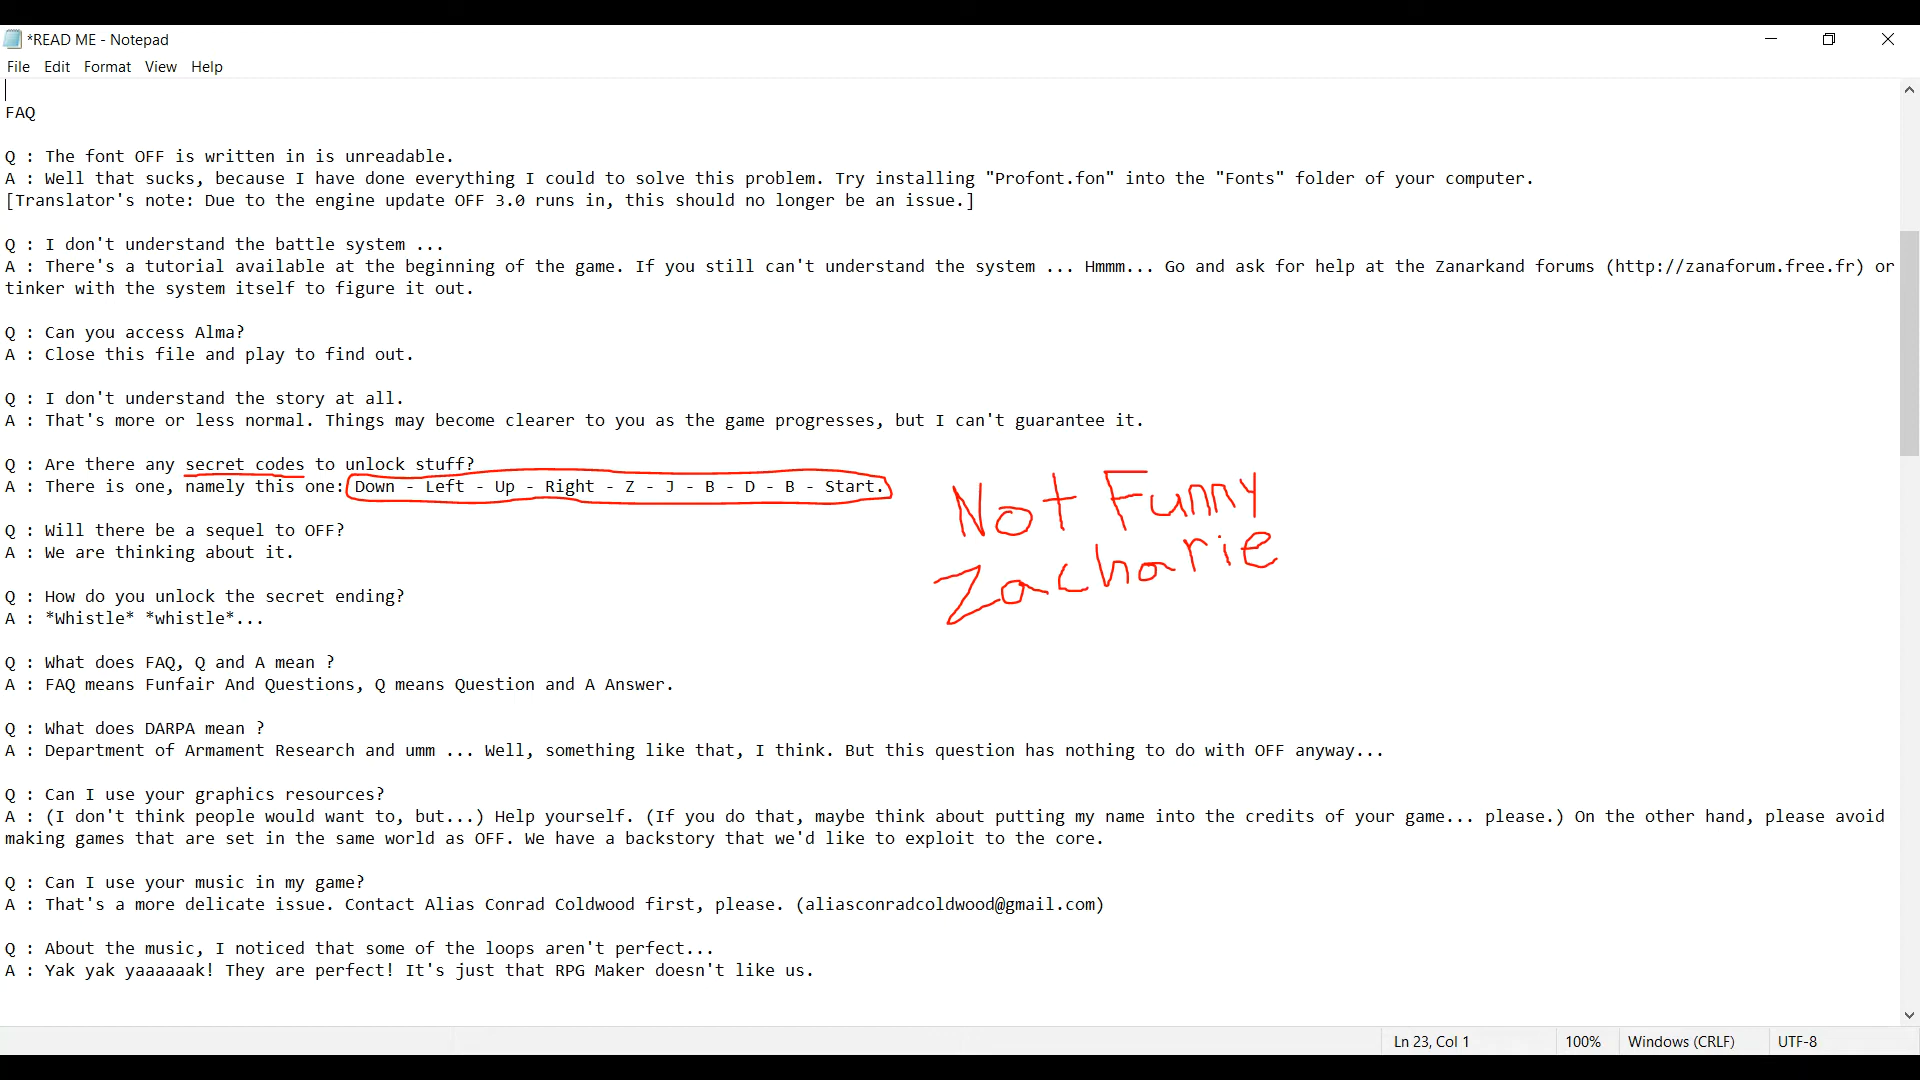 *READ ME - Notepad
File Edit Format View Help
FAQ
Q : The font OFF is written in is unreadable.
A : Well that sucks, because I have done everything I could to solve this problem. Try installing "Profont.fon" into the "Fonts" folder of your computer.
[Translator's note: Due to the engine update OFF 3.0 runs in, this should no longer be an issue.]
Q : I don't understand the battle system ...
A : There's a tutorial available at the beginning of the game. If you still can't understand the system ... Hmmm... Go and ask for help at the Zanarkand forums (http://zanaforum.free.fr) or
tinker with the system itself to figure it out.
Q : Can you access Alma?
A : Close this file and play to find out.
Q : I don't understand the story at all.
A : That's more or less normal. Things may become clearer to you as the game progresses, but I can't guarantee it.
Q : Are there any secret codes to unlock stuff?
A : There is one, namely this one: Down - Left - Up - Right - Z - J - B - D - B - Start.
Not Funny
Zacharie
Q : Will there be a sequel to OFF?
A : We are thinking about it.
Q : How do you unlock the secret ending?
A : *Whistle* *whistle*...
Q : What does FAQ, Q and A mean ?
A : FAQ means Funfair And Questions, Q means Question and A Answer.
Q : What does DARPA mean ?
A : Department of Armament Research and umm ... Well, something like that, I think. But this question has nothing to do with OFF anyway...
Q : Can I use your graphics resources?
A : (I don't think people would want to, but...) Help yourself. (If you do that, maybe think about putting my name into the credits of your game... please.) On the other hand, please avoid
making games that are set in the same world as OFF. We have a backstory that we'd like to exploit to the core.
Q : Can I use your music in my game?
A : That's a more delicate issue. Contact Alias Conrad Coldwood first, please. (aliasconradcoldwood@gmail.com)
Q : About the music, I noticed that some of the loops aren't perfect...
A : Yak yak yaaaaaak! They are perfect! It's just that RPG Maker doesn't like us.
Ln 23, Col 1 100% Windows (CRLF) UTF-8